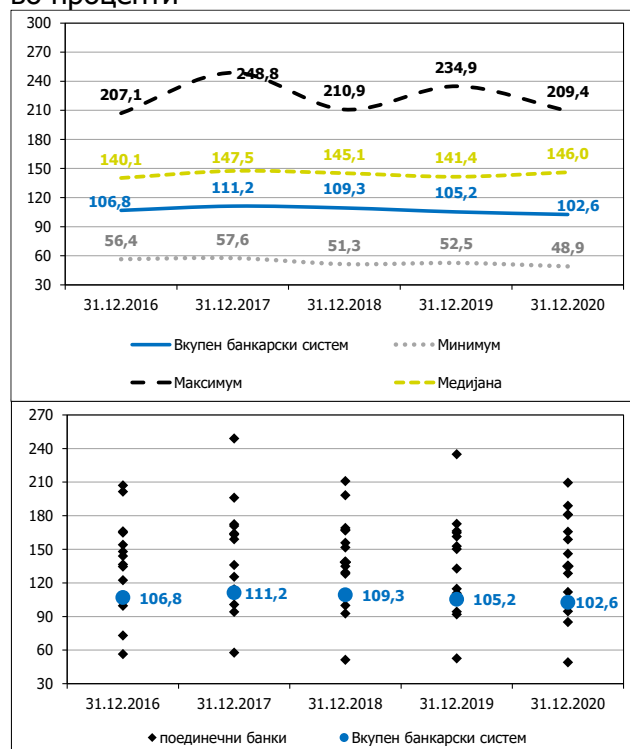 во проценти
300
270
240
210
180
150
120
90
60
30
207,1 248,8 210,9 234,9 209,4
140,1 147,5 145,1 141,4 146,0
106,8 111,2 109,3 105,2 102,6
56,4 57,6 51,3 52,5 48,9
31.12.2016 31.12.2017 31.12.2018 31.12.2019 31.12.2020
Вкупен банкарски систем Минимум
Максимум Медијана
270
240
210
180
150
120
90
60
30
106,8 111,2 109,3 105,2 102,6
31.12.2016 31.12.2017 31.12.2018 31.12.2019 31.12.2020
поединечни банки Вкупен банкарски систем